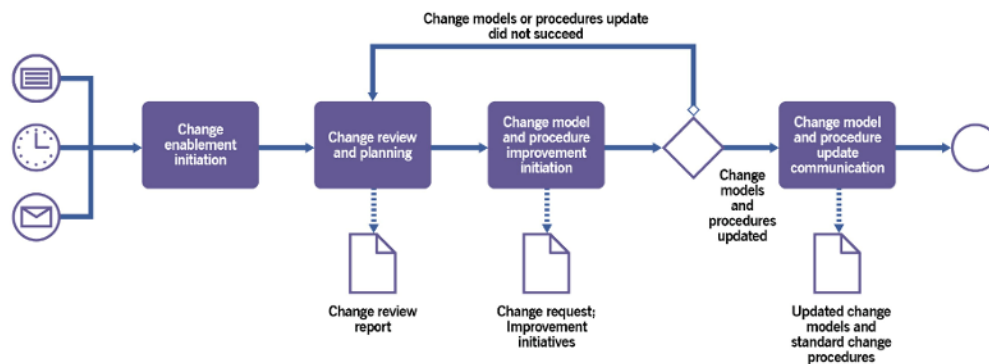 Change models or procedures update
did not succeed
Change
enablement
initiation
Change review
and planning
Change model
and procedure
improvement
initiation
Change
models
and
procedures
updated
Change model
and procedure
update
communication
Change review
report
Change request;
Improvement
initiatives
Updated change
models and
standard change
procedures